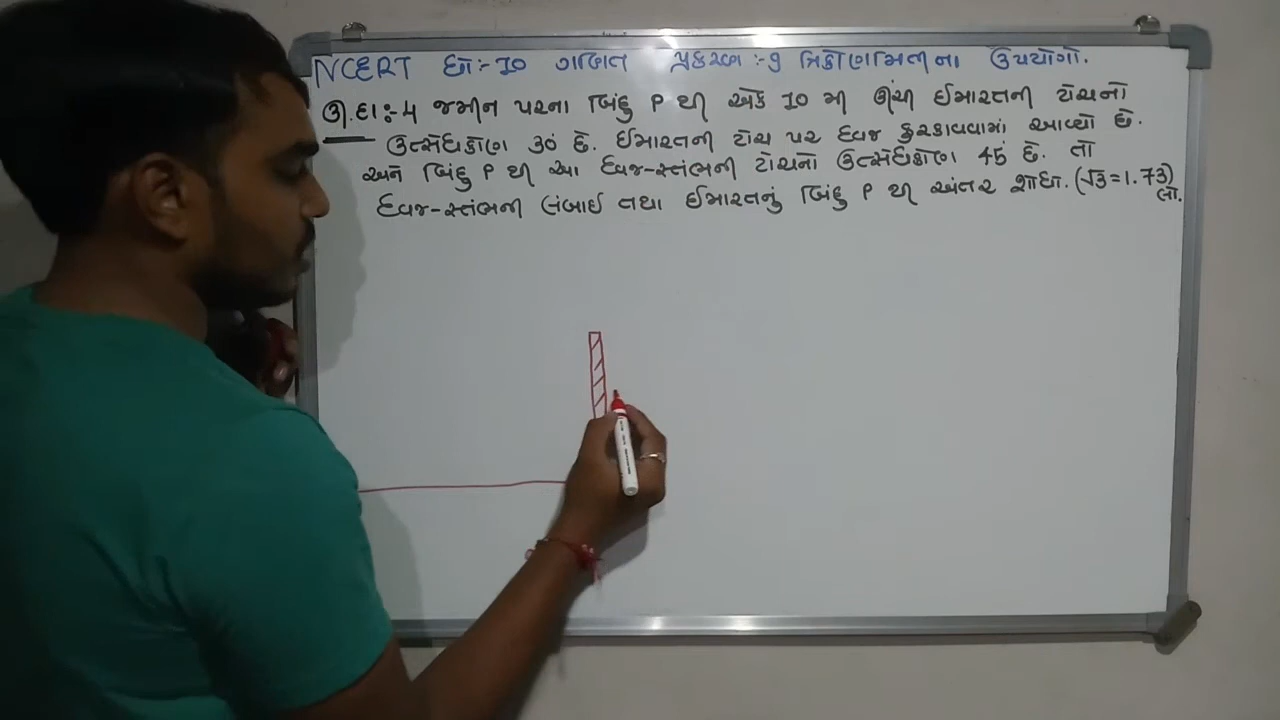 NCERT ધો:-10 ગણિત પ્રકરણ:-9 ત્રિકોણમિતીના ઉપયોગો.
ઊ.દા:-4 જમીન પરના બિંદુ P થી એક 10 મી ઊંચી ઈમારતની ટોચનો
ઉત્સેધકોણ 30 છે. ઈમારતની ટોચ પર ધ્વજ ફરકાવવામાં આવ્યો છે.
અને બિંદુ P થી આ ધ્વજ-સ્તંભની ટોચનો ઉત્સેધકોણ 45 છે. તો
ધ્વજ-સ્તંભની લંબાઈ તથા ઈમારતનું બિંદુ P થી અંતર શોધો. (√3=1.73) લો.